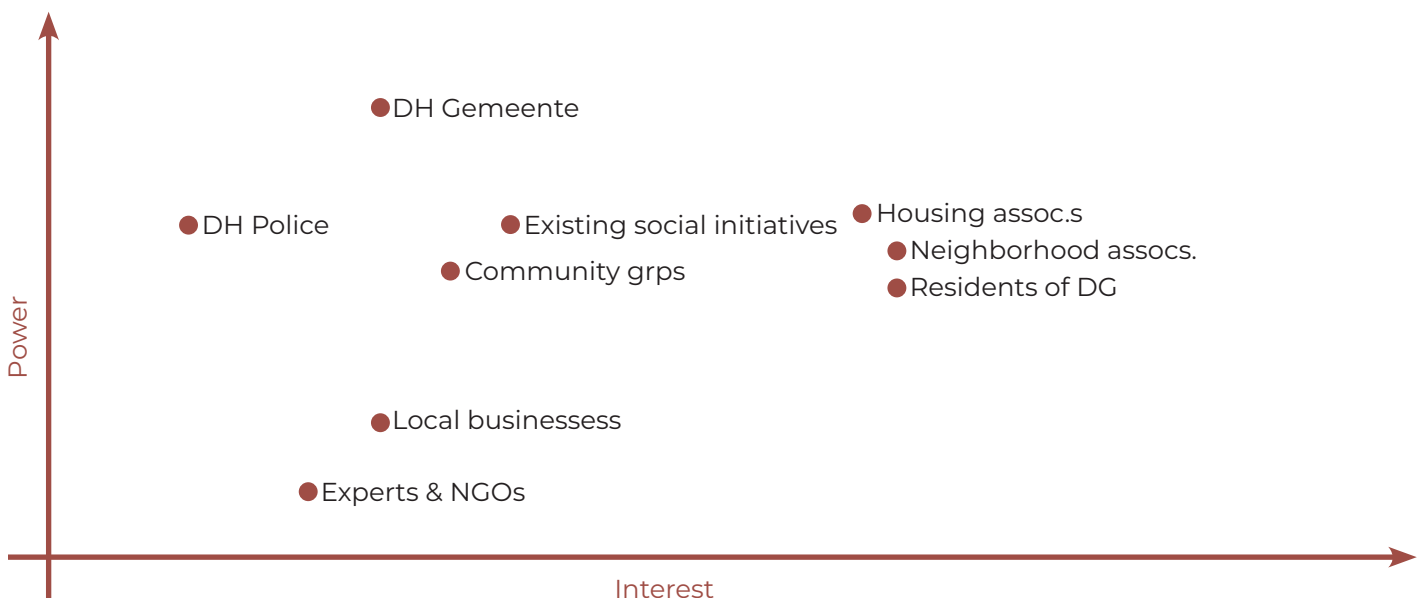 DH Gemeente
Housing assoc.s
DH Police
Existing social initiatives
Neighborhood assocs.
Community grps
Residents of DG
Power
Local businessess
Experts & NGOs
Interest